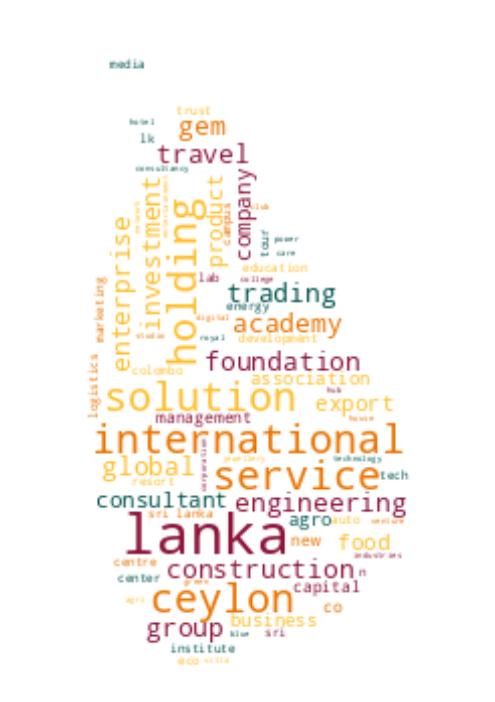 media
trust
hotel
gem
lk
travel
consultancy
company
investment
holding
product
campus
club
enterprise
tour
power
care
education
lab
college
marketing
trading
energy
digital
academy
studio
royal
development
logistics
colombo
foundation
association
solution
hub
export
management
house
international
corporation
global
jewellery
technology
service
tech
resort
consultant
engineering
sri lanka
agro
auto
venture
lanka
new
food
industries
centre
construction
n
center
green
capital
agri
ceylon
co
business
group
blue
sri
institute
eco
villa